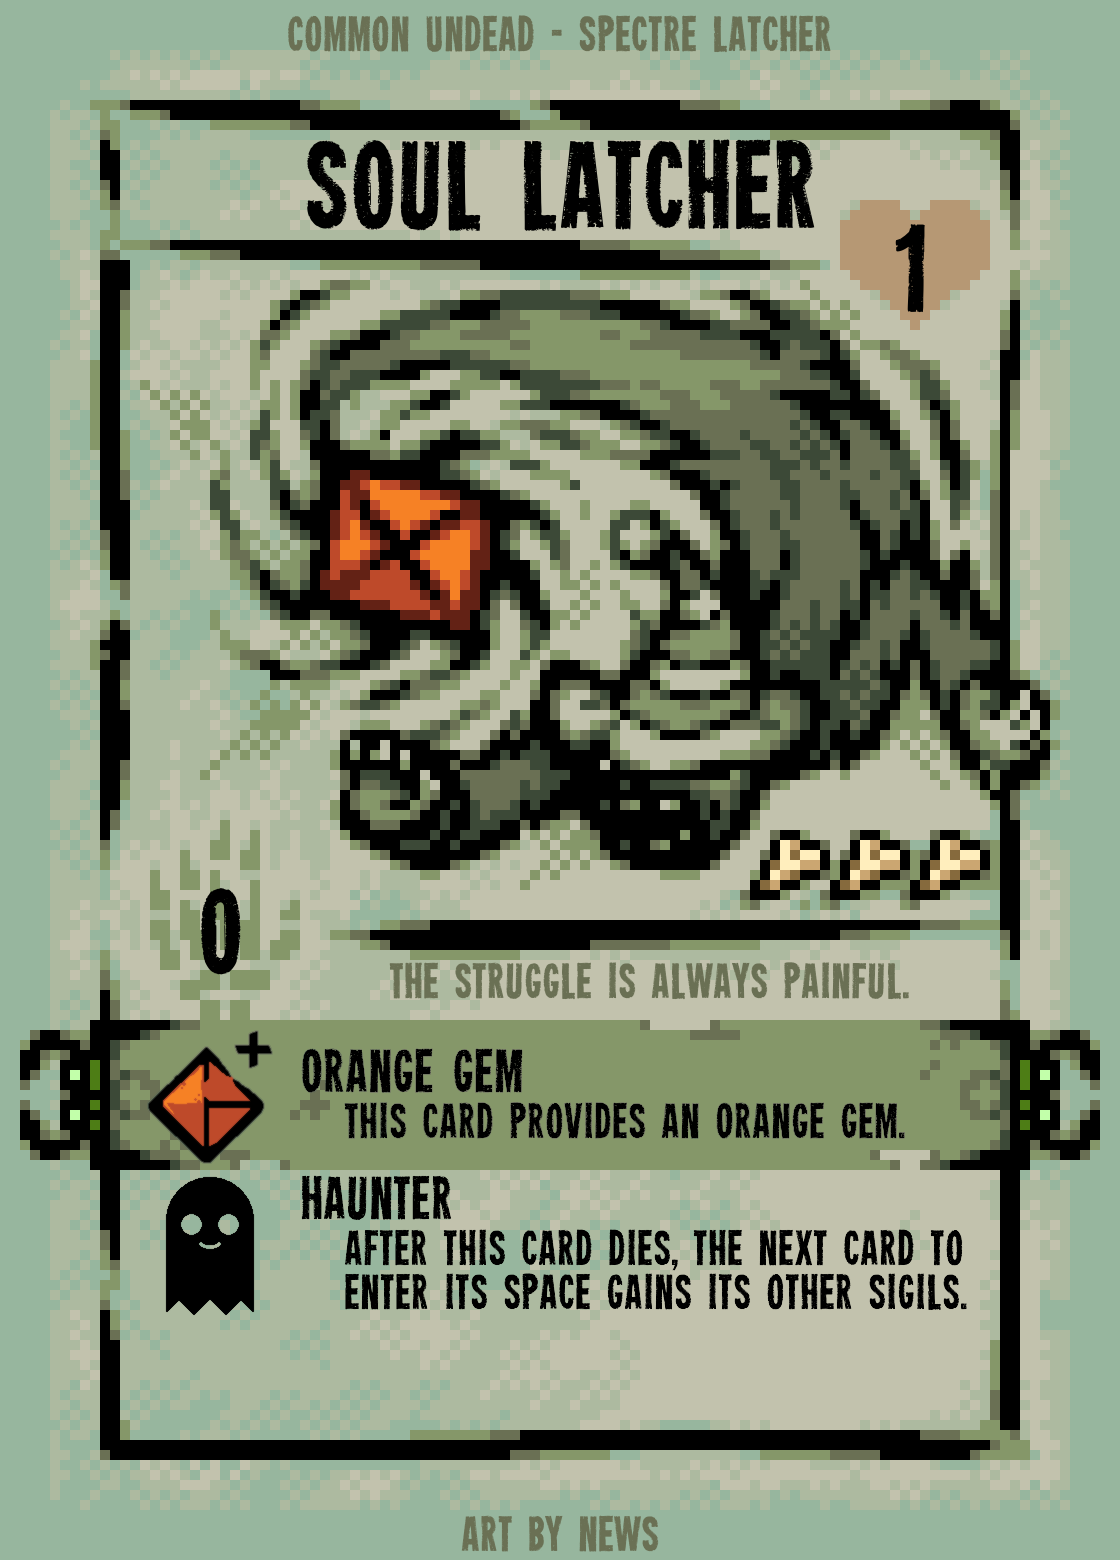 COMMON UNDEAD - SPECTRE LATCHER
SOUL LATCHER
1
0
THE STRUGGLE IS ALWAYS PAINFUL.
ORANGE GEM
THIS CARD PROVIDES AN ORANGE GEM.
HAUNTER
AFTER THIS CARD DIES, THE NEXT CARD TO
ENTER ITS SPACE GAINS ITS OTHER SIGILS.
ART BY NEWS